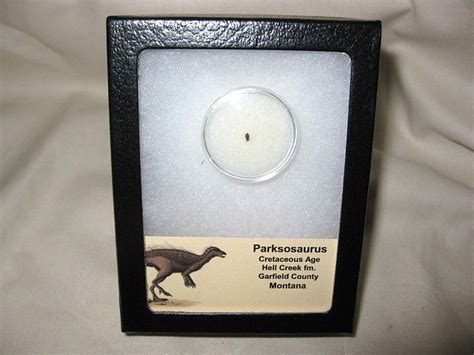 Parksosaurus
Cretaceous Age
Hell Creek fm.
Garfield County
Montana